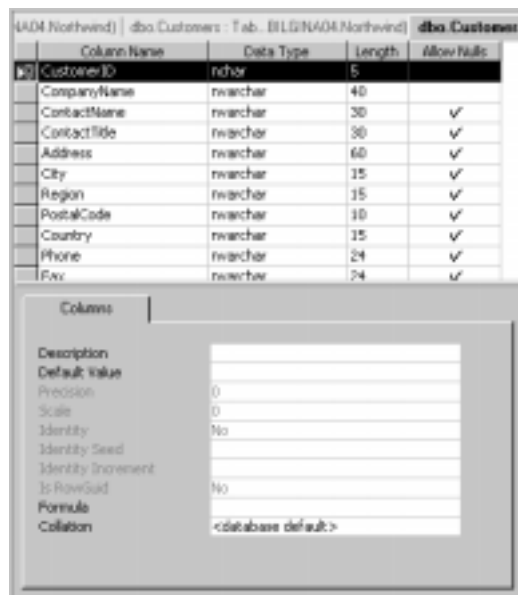 IA04.Northwind) dbo.Customers : Tab...BILGINA04.Northwind) dbo.Customer
Column Name Data Type Length Allow Nulls
CustomerID nchar 5
CompanyName nvarchar 40
ContactName nvarchar 30 ✓
ContactTitle nvarchar 30 ✓
Address nvarchar 60 ✓
City nvarchar 15 ✓
Region nvarchar 15 ✓
PostalCode nvarchar 10 ✓
Country nvarchar 15 ✓
Phone nvarchar 24 ✓
Fax nvarchar 24 ✓
Columns
Description
Default Value
Precision 0
Scale 0
Identity No
Identity Seed
Identity Increment
Is RowGuid No
Formula
Collation <database default>